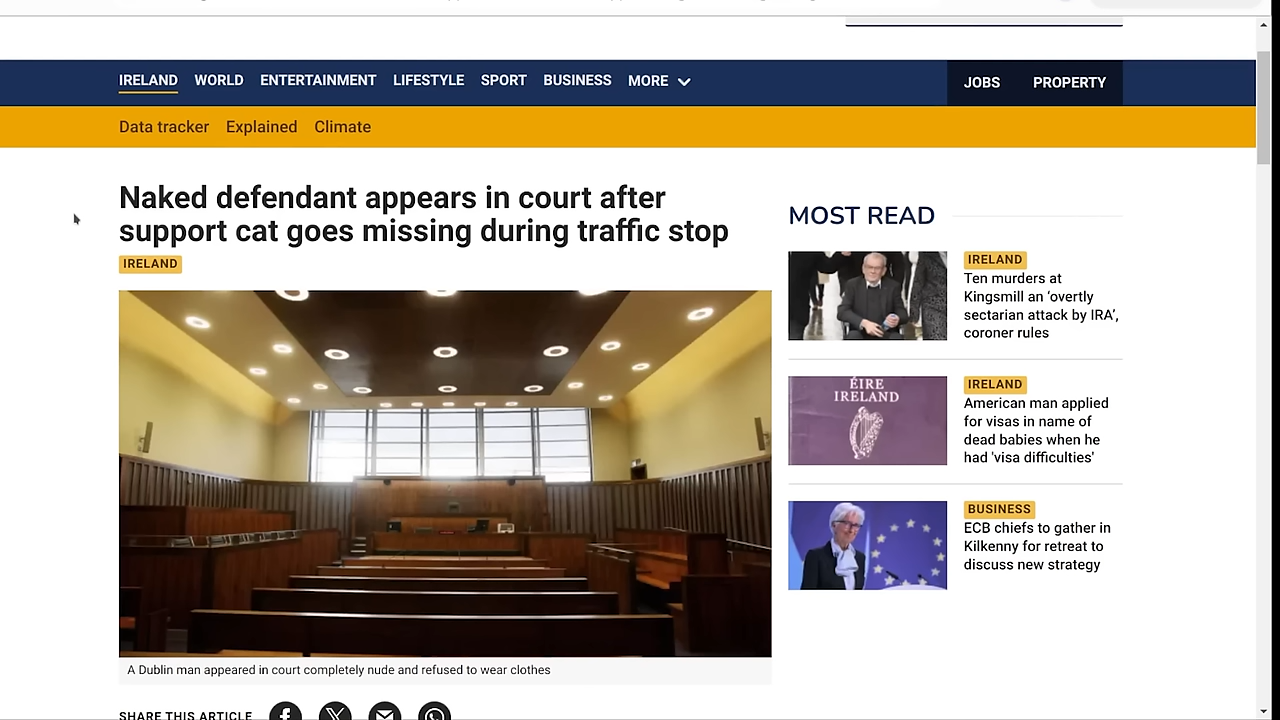 IRELAND WORLD ENTERTAINMENT LIFESTYLE SPORT BUSINESS MORE JOBS PROPERTY
Data tracker Explained Climate
Naked defendant appears in court after
support cat goes missing during traffic stop
IRELAND
A Dublin man appeared in court completely nude and refused to wear clothes
SHARE THIS ARTICLE
MOST READ
IRELAND
Ten murders at
Kingsmill an ‘overtly
sectarian attack by IRA’,
coroner rules
ÉIRE
IRELAND
IRELAND
American man applied
for visas in name of
dead babies when he
had 'visa difficulties'
BUSINESS
ECB chiefs to gather in
Kilkenny for retreat to
discuss new strategy